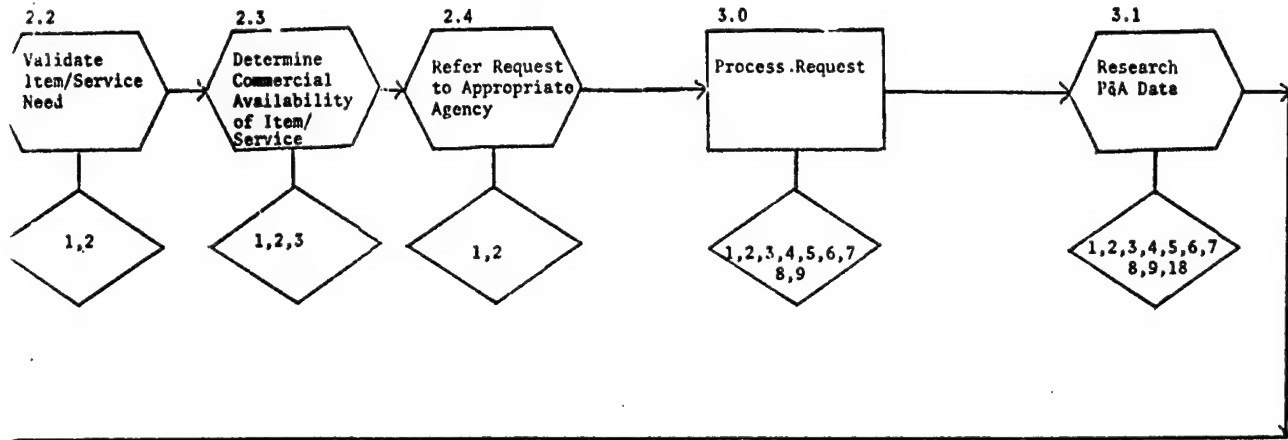 2.2
2.3
2.4
3.0
3.1
Validate
Item/Service
Need
Determine
Commercial
Availability
of Item/
Service
Refer Request
to Appropriate
Agency
Process.Request
Research
P&A Data
1,2
1,2,3
1,2
1,2,3,4,5,6,7
8,9
1,2,3,4,5,6,7
8,9,18